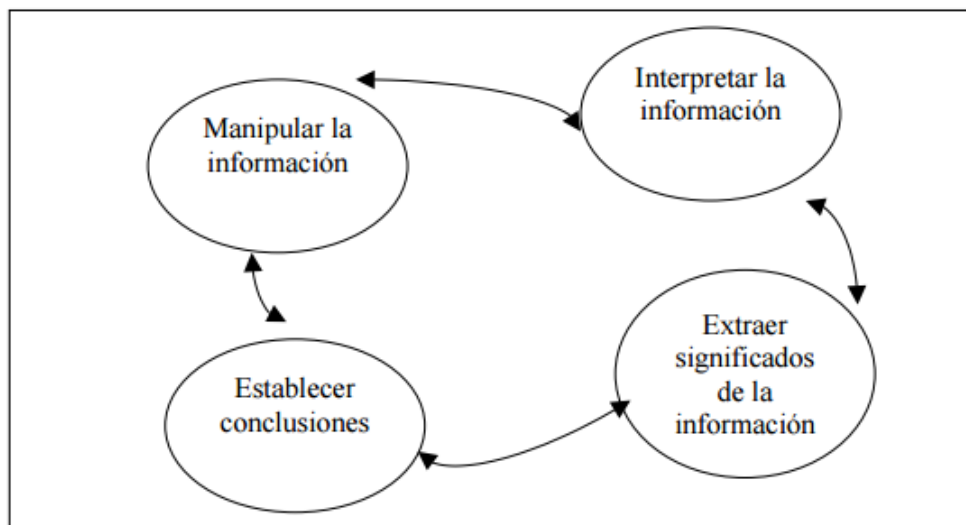 Manipular la
información
Interpretar la
información
Extraer
significados
de la
información
Establecer
conclusiones